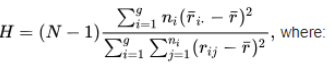 H = (N − 1) \frac{\sum_{i=1}^{g} n_i(\bar{r}_{i\cdot} − \bar{r})^2}{\sum_{i=1}^{g} \sum_{j=1}^{n_i} (r_{ij} − \bar{r})^2}, where: